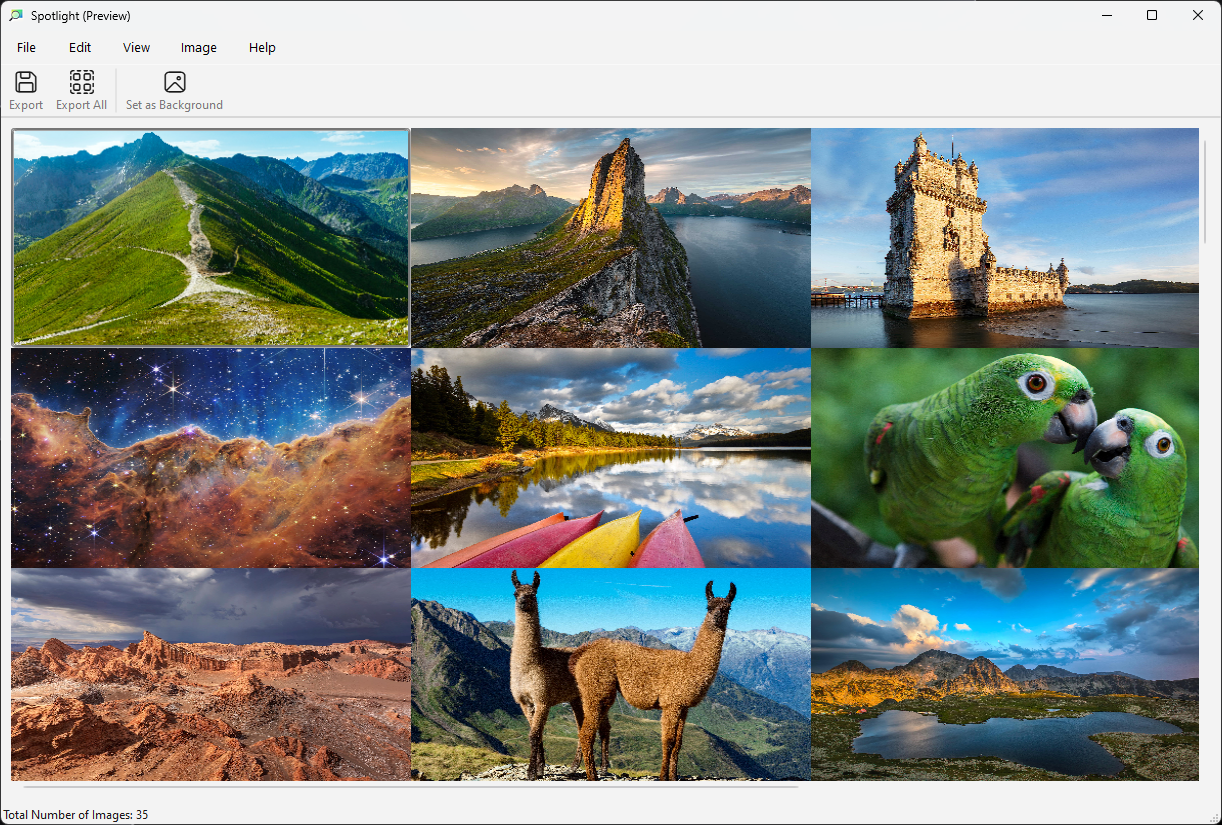 Spotlight (Preview)
File Edit View Image Help
Export Export All Set as Background
Total Number of Images: 35